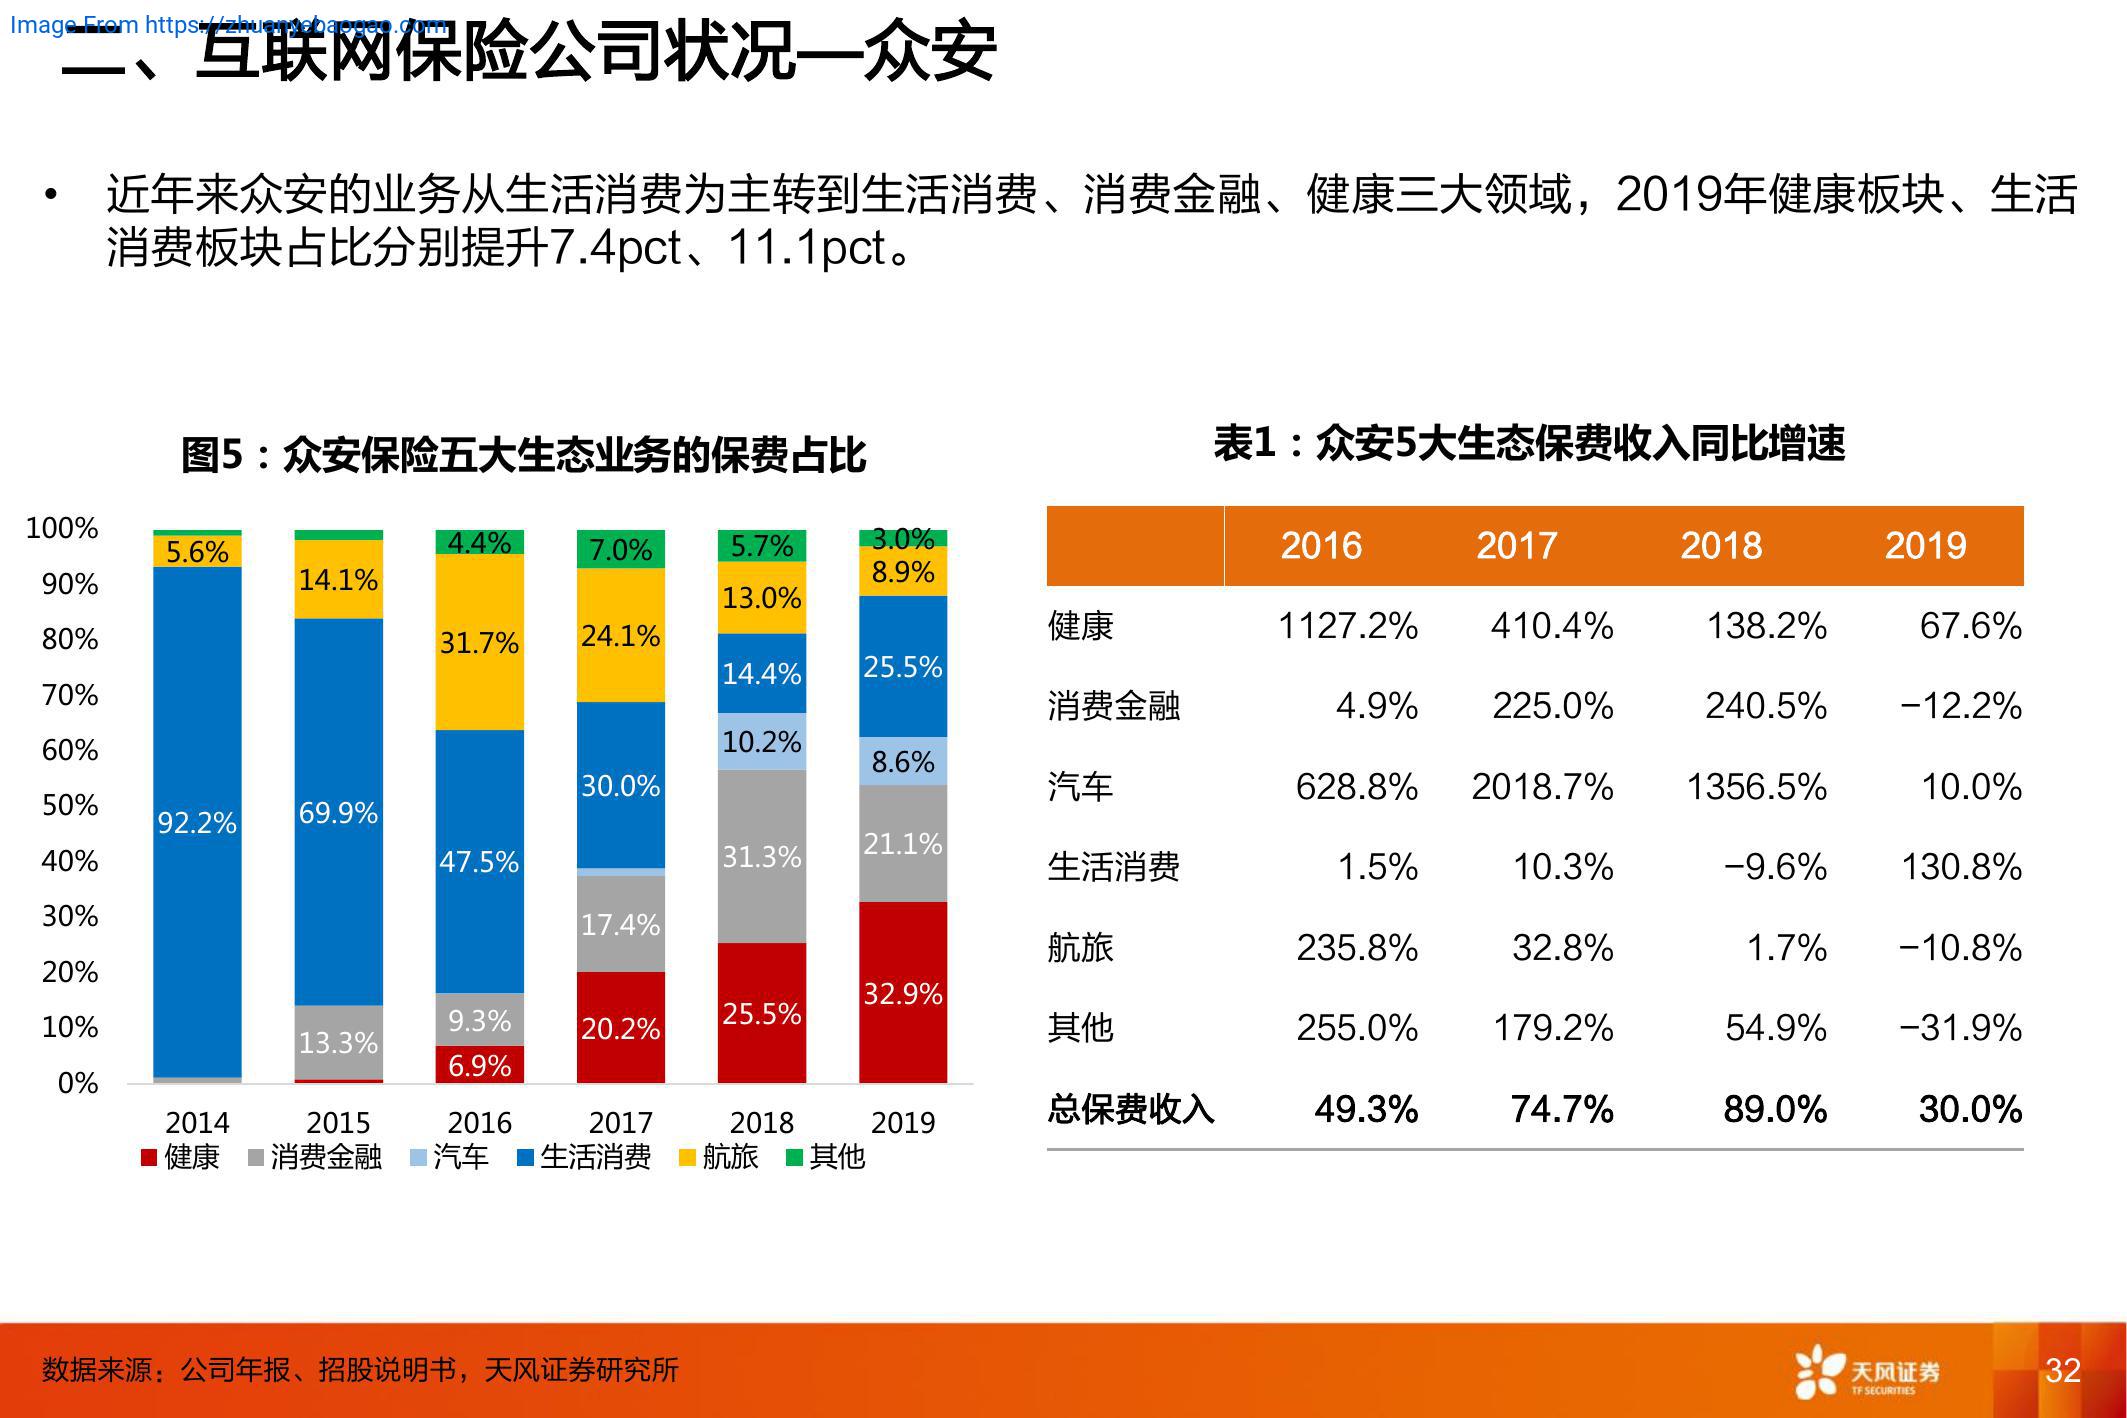 Image From https://zhuanyebaogao.com
二、互联网保险公司状况—众安
• 近年来众安的业务从生活消费为主转到生活消费、消费金融、健康三大领域，2019年健康板块、生活
消费板块占比分别提升7.4pct、11.1pct。
图5：众安保险五大生态业务的保费占比
100%
90%
80%
70%
60%
50%
40%
30%
20%
10%
0%
5.6%
92.2%
14.1%
69.9%
13.3%
4.4%
31.7%
47.5%
9.3%
6.9%
7.0%
24.1%
30.0%
17.4%
20.2%
5.7%
13.0%
14.4%
10.2%
31.3%
25.5%
3.0%
8.9%
25.5%
8.6%
21.1%
32.9%
2014 2015 2016 2017 2018 2019
健康 消费金融 汽车 生活消费 航旅 其他
表1：众安5大生态保费收入同比增速
2016 2017 2018 2019
健康 1127.2% 410.4% 138.2% 67.6%
消费金融 4.9% 225.0% 240.5% −12.2%
汽车 628.8% 2018.7% 1356.5% 10.0%
生活消费 1.5% 10.3% −9.6% 130.8%
航旅 235.8% 32.8% 1.7% −10.8%
其他 255.0% 179.2% 54.9% −31.9%
总保费收入 49.3% 74.7% 89.0% 30.0%
数据来源：公司年报、招股说明书，天风证券研究所
天风证券
TF SECURITIES
32